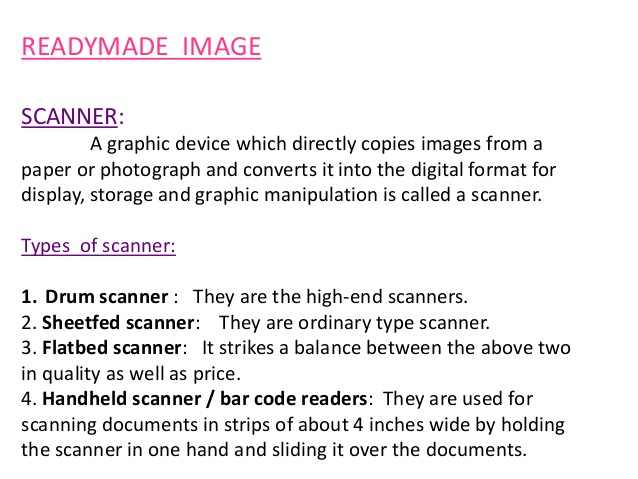 READYMADE IMAGE
SCANNER:
A graphic device which directly copies images from a
paper or photograph and converts it into the digital format for
display, storage and graphic manipulation is called a scanner.
Types of scanner:
1. Drum scanner : They are the high-end scanners.
2. Sheetfed scanner: They are ordinary type scanner.
3. Flatbed scanner: It strikes a balance between the above two
in quality as well as price.
4. Handheld scanner / bar code readers: They are used for
scanning documents in strips of about 4 inches wide by holding
the scanner in one hand and sliding it over the documents.